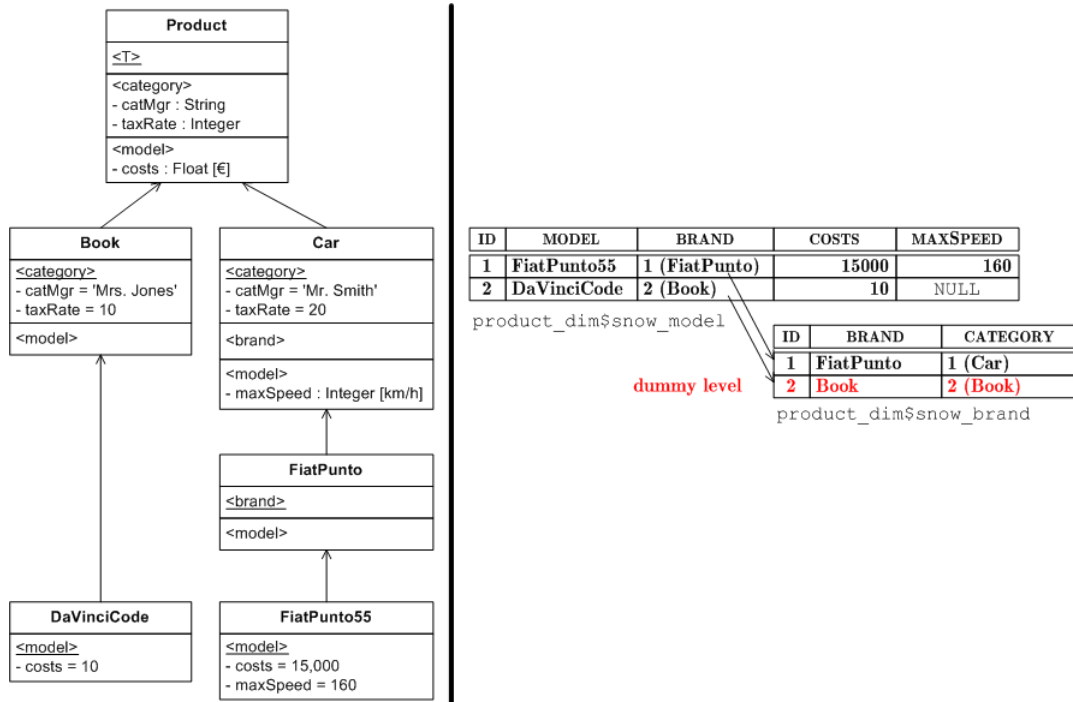 Product
<T>
<category>
- catMgr : String
- taxRate : Integer
<model>
- costs : Float [€]
Book
<category>
- catMgr = 'Mrs. Jones'
- taxRate = 10
<model>
Car
<category>
- catMgr = 'Mr. Smith'
- taxRate = 20
<brand>
<model>
- maxSpeed : Integer [km/h]
FiatPunto
<brand>
<model>
DaVinciCode
<model>
- costs = 10
FiatPunto55
<model>
- costs = 15,000
- maxSpeed = 160
ID MODEL BRAND COSTS MAXSPEED
1 FiatPunto55 1 (FiatPunto) 15000 160
2 DaVinciCode 2 (Book) 10 NULL
product_dim$snow_model
ID BRAND CATEGORY
1 FiatPunto 1 (Car)
dummy level 2 Book 2 (Book)
product_dim$snow_brand